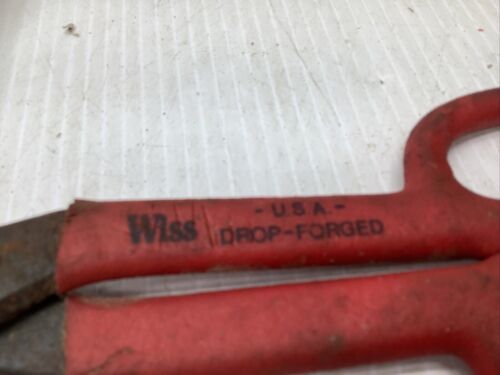 Wiss
- U.S.A. -
DROP-FORGED